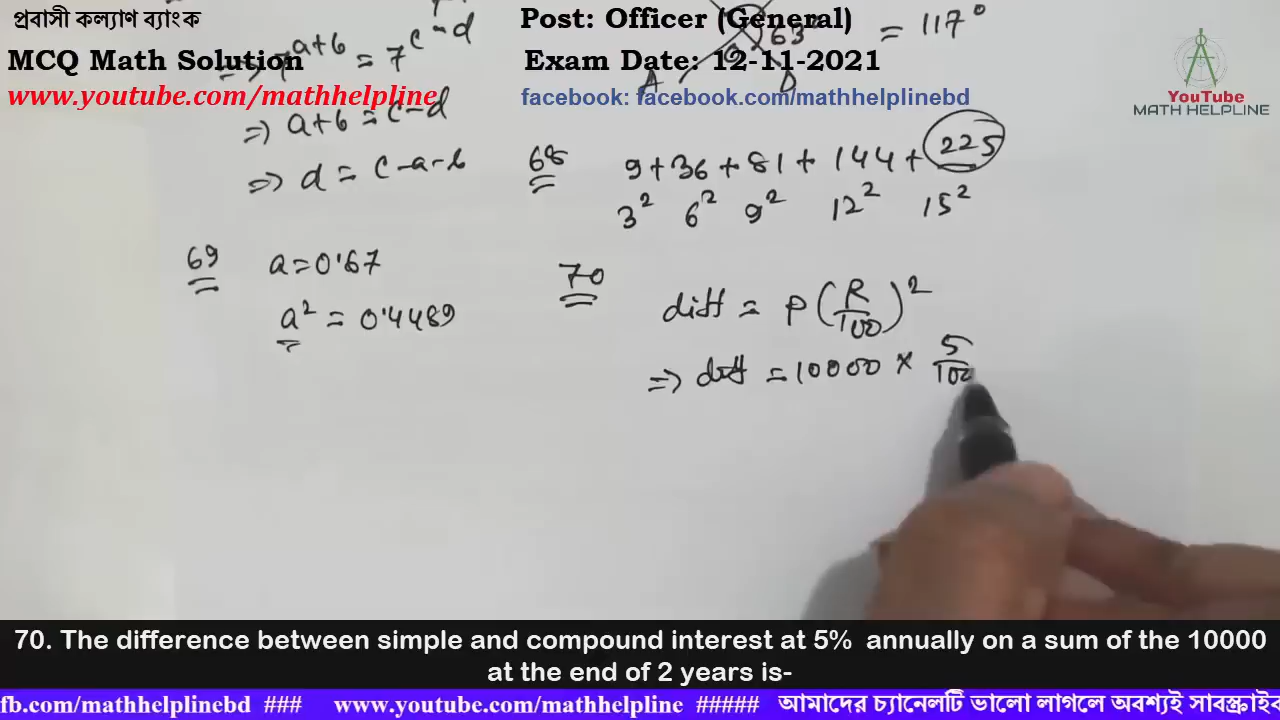 প্রবাসী কল্যাণ ব্যাংক
Post: Officer (General)
MCQ Math Solution
Exam Date: 12-11-2021
www.youtube.com/mathhelpline
facebook: facebook.com/mathhelplinebd
YouTube
MATH HELPLINE
=> 7^a+b = 7^c-d
=> a+b = c-d
=> d = c-a-b
63°
= 117°
A
D
68
9+36+81+144+225
3² 6² 9² 12² 15²
69
a=0.67
a² = 0.4489
70
diff = P(R/100)²
=> diff = 10000 × 5/100
70. The difference between simple and compound interest at 5% annually on a sum of the 10000
at the end of 2 years is-
fb.com/mathhelplinebd ### www.youtube.com/mathhelpline ##### আমাদের চ্যানেলটি ভালো লাগলে অবশ্যই সাবস্ক্রাইব